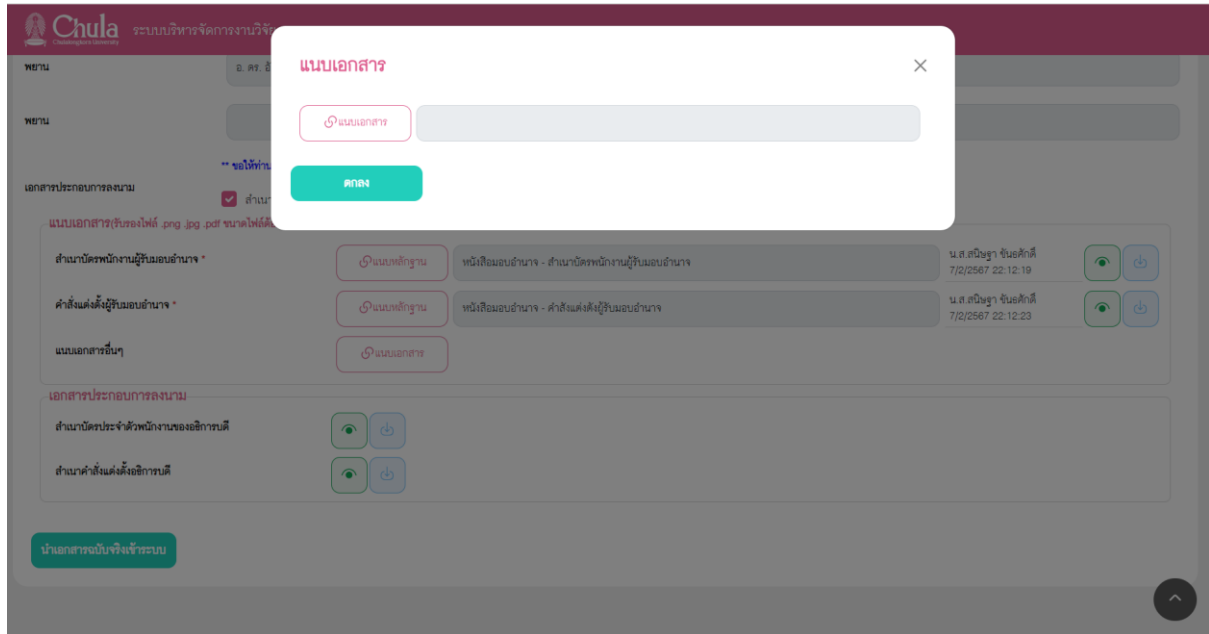 Chula
Chulalongkorn University
ระบบบริหารจัดการงานวิจัย
แนบเอกสาร
แนบเอกสาร
ตกลง
พยาน
อ. ดร.
พยาน
** ขอให้ท่าน
เอกสารประกอบการลงนาม
สำเนา
แนบเอกสาร(รับรองไฟล์ .png .jpg .pdf ขนาดไฟล์
สำเนาบัตรพนักงานผู้รับมอบอำนาจ *
แนบหลักฐาน
หนังสือมอบอำนาจ - สำเนาบัตรพนักงานผู้รับมอบอำนาจ
น.ส.สนิษฐา ขันธศักดิ์
7/2/2567 22:12:19
คำสั่งแต่งตั้งผู้รับมอบอำนาจ *
แนบหลักฐาน
หนังสือมอบอำนาจ - คำสั่งแต่งตั้งผู้รับมอบอำนาจ
น.ส.สนิษฐา ขันธศักดิ์
7/2/2567 22:12:23
แนบเอกสารอื่นๆ
แนบเอกสาร
เอกสารประกอบการลงนาม
สำเนาบัตรประจำตัวพนักงานของอธิการบดี
สำเนาคำสั่งแต่งตั้งอธิการบดี
นำเอกสารฉบับจริงเข้าระบบ